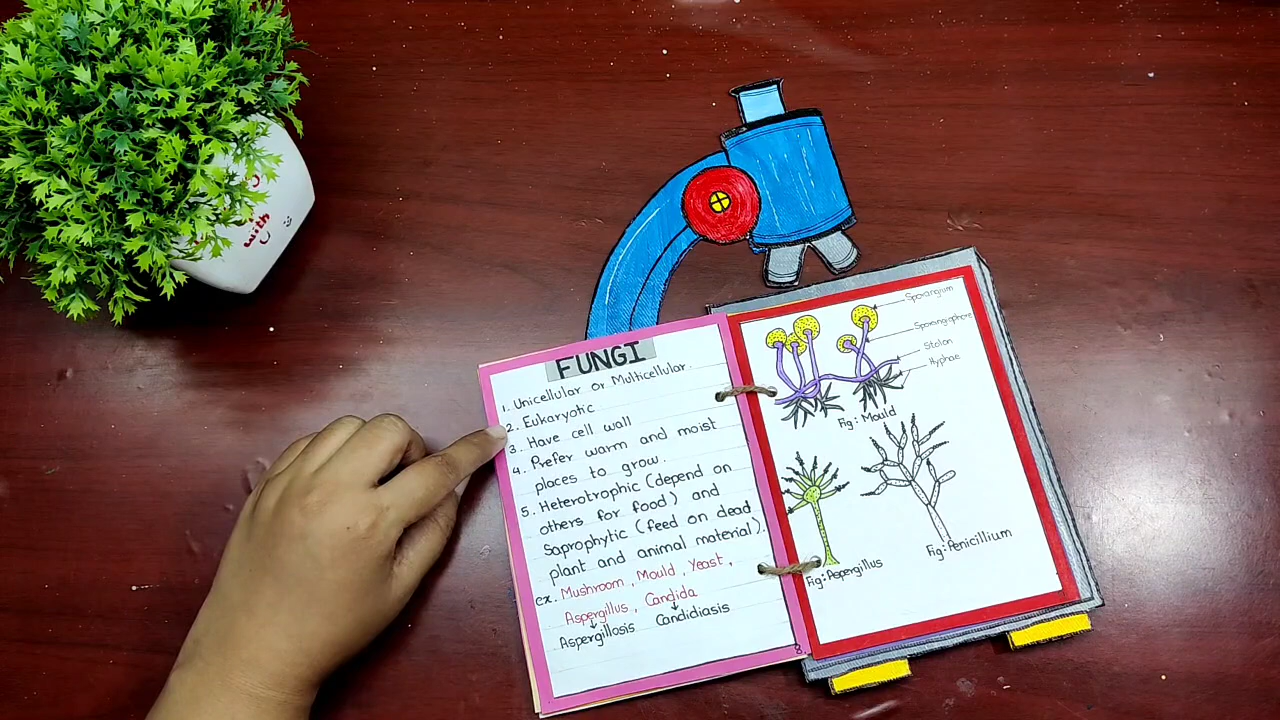 with
FUNGI
1. Unicellular or Multicellular.
2. Eukaryotic
3. Have cell wall
4. Prefer warm and moist
places to grow.
5. Heterotrophic (depend on
others for food) and
Saprophytic (feed on dead
plant and animal material).
ex. Mushroom, Mould, Yeast,
Aspergillus, Candida
Aspergillosis Candidiasis
8.
Sporangium
Sporangiophore
Stolon
Hyphae
Fig: Mould
Fig: Aspergillus
Fig: Penicillium